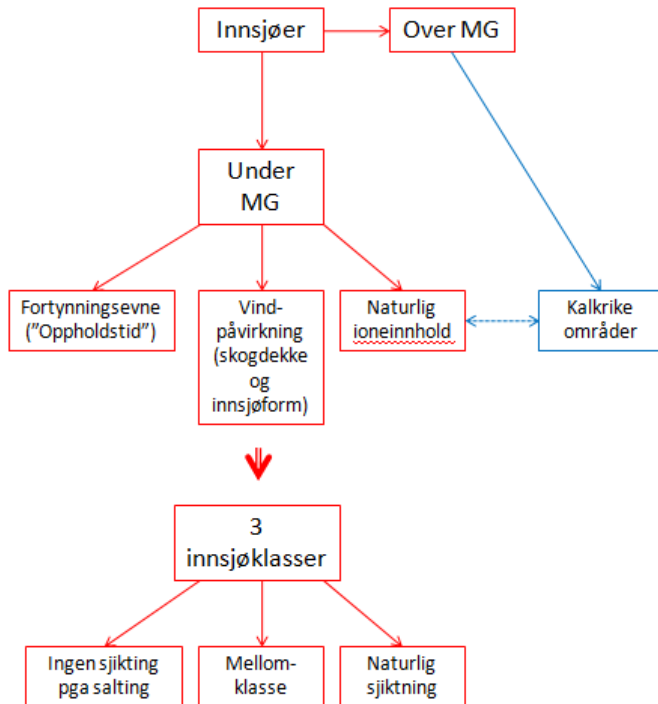 Innsjøer
Over MG
Under
MG
Fortynningsevne
("Oppholdstid")
Vind-
påvirkning
(skogdekke
og
innsjøform)
Naturlig
ioneinnhold
Kalkrike
områder
3
innsjøklasser
Ingen sjikting
pga salting
Mellom-
klasse
Naturlig
sjiktning